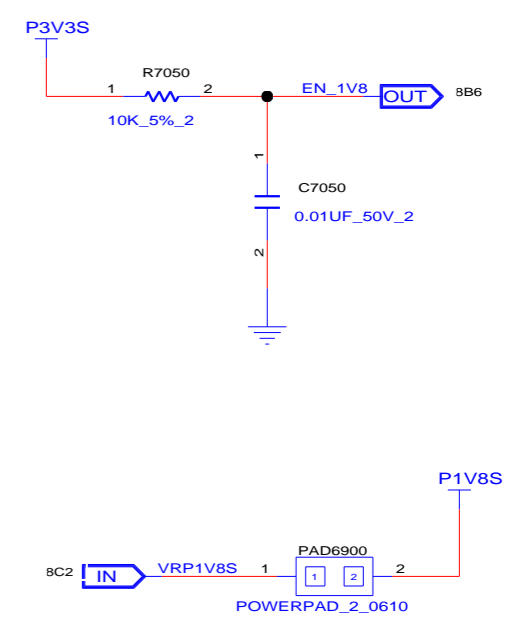 P3V3S
R7050
1 2 EN_1V8 OUT 8B6
10K_5%_2
1
C7050
0.01UF_50V_2
2
P1V8S
PAD6900
8C2 IN VRP1V8S 1 1 2 2
POWERPAD_2_0610